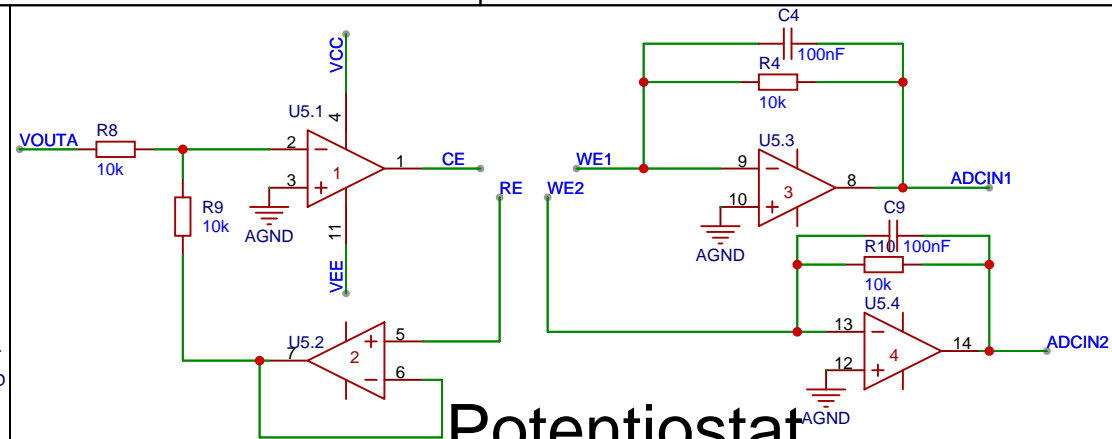 C4
100nF
R4
10k
VCC
4
U5.1
R8
VOUTA
10k
2
1
1
CE
3
AGND
11
VEE
R9
10k
RE
U5.2
7
2
5
6
WE1
U5.3
9
3
8
10
ADCIN1
AGND
WE2
C9
100nF
R10
10k
U5.4
13
4
14
12
ADCIN2
AGND
Potentiostat